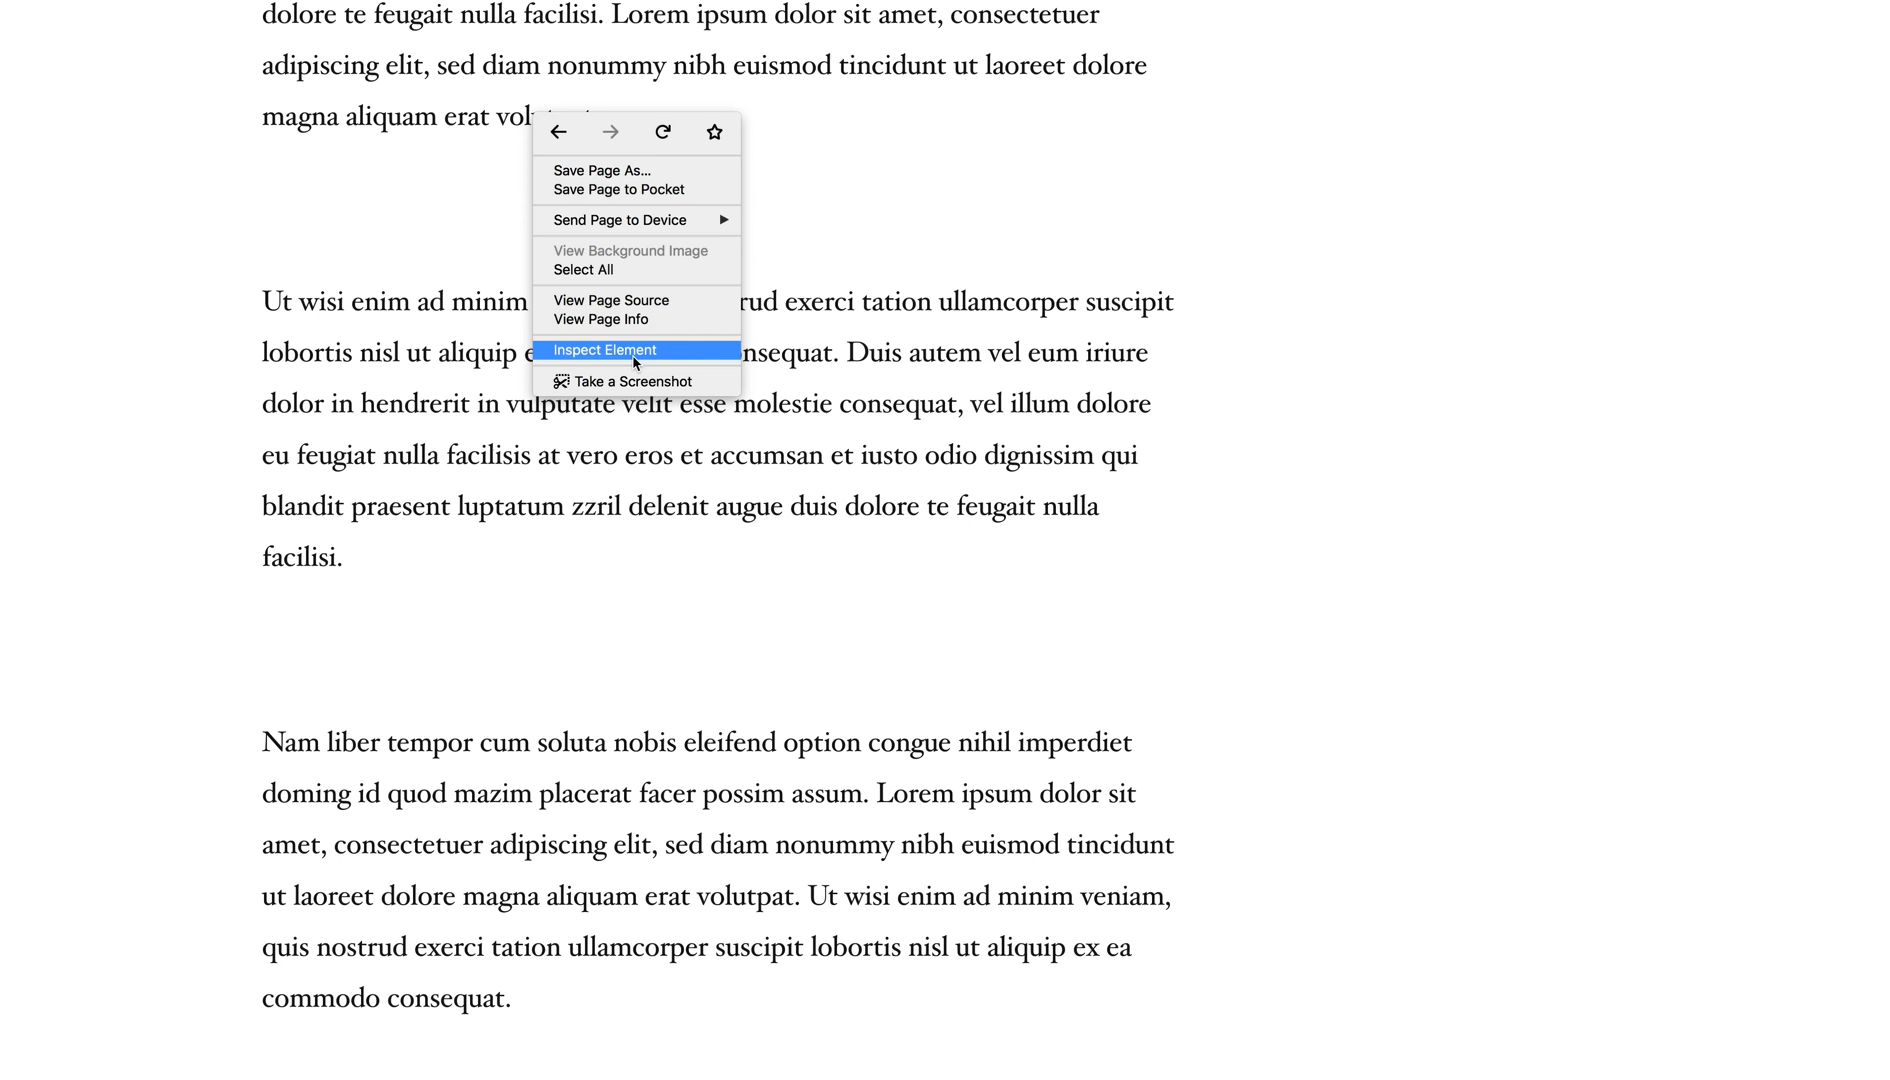 dolore te feugait nulla facilisi. Lorem ipsum dolor sit amet, consectetuer
adipiscing elit, sed diam nonummy nibh euismod tincidunt ut laoreet dolore
magna aliquam erat
Save Page As...
Save Page to Pocket
Send Page to Device
View Background Image
Select All
View Page Source
View Page Info
Inspect Element
Take a Screenshot
Ut wisi enim ad minim exerci tation ullamcorper suscipit
lobortis nisl ut aliquip Duis autem vel eum iriure
dolor in hendrerit in vulputate velit esse molestie consequat, vel illum dolore
eu feugiat nulla facilisis at vero eros et accumsan et iusto odio dignissim qui
blandit praesent luptatum zzril delenit augue duis dolore te feugait nulla
facilisi.
Nam liber tempor cum soluta nobis eleifend option congue nihil imperdiet
doming id quod mazim placerat facer possim assum. Lorem ipsum dolor sit
amet, consectetuer adipiscing elit, sed diam nonummy nibh euismod tincidunt
ut laoreet dolore magna aliquam erat volutpat. Ut wisi enim ad minim veniam,
quis nostrud exerci tation ullamcorper suscipit lobortis nisl ut aliquip ex ea
commodo consequat.